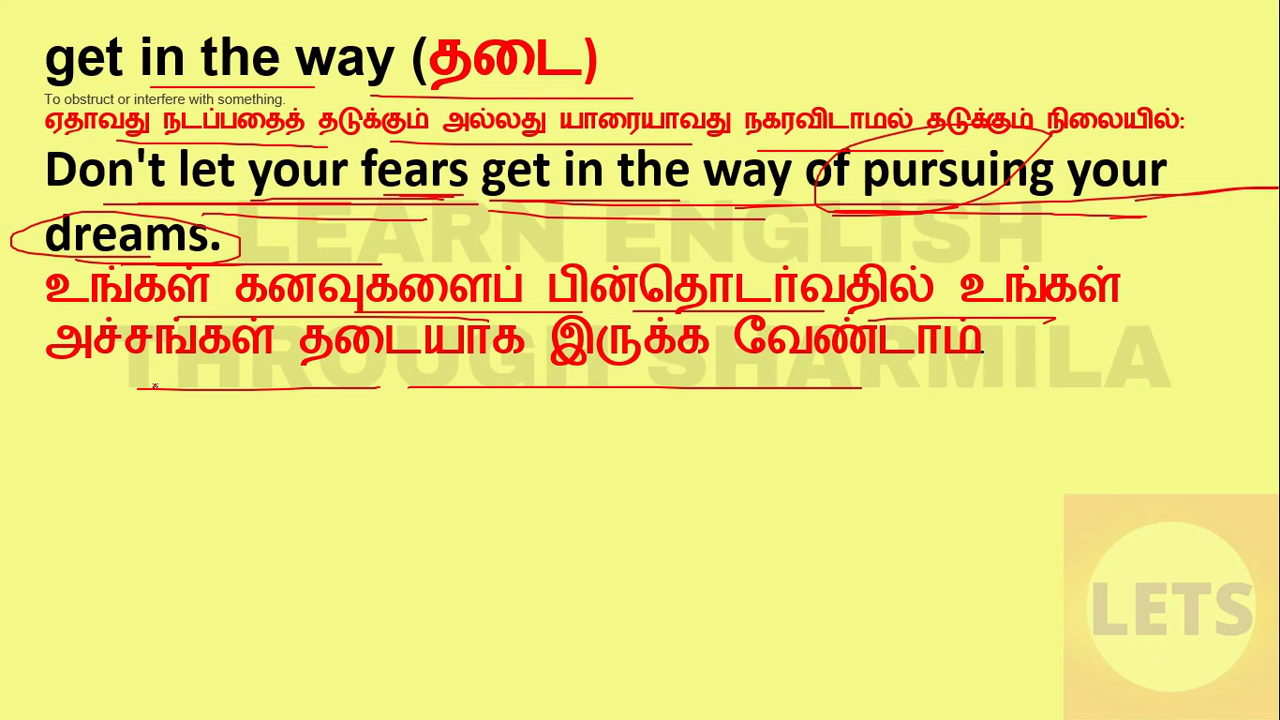 get in the way (தடை)
To obstruct or interfere with something.
ஏதாவது நடப்பதைத் தடுக்கும் அல்லது யாரையாவது நகரவிடாமல் தடுக்கும் நிலையில்:
Don't let your fears get in the way of pursuing your
dreams.
LEARN ENGLISH
உங்கள் கனவுகளைப் பின்தொடர்வதில் உங்கள்
அச்சங்கள் தடையாக இருக்க வேண்டாம்.
THROUGH SHARMILA
LETS